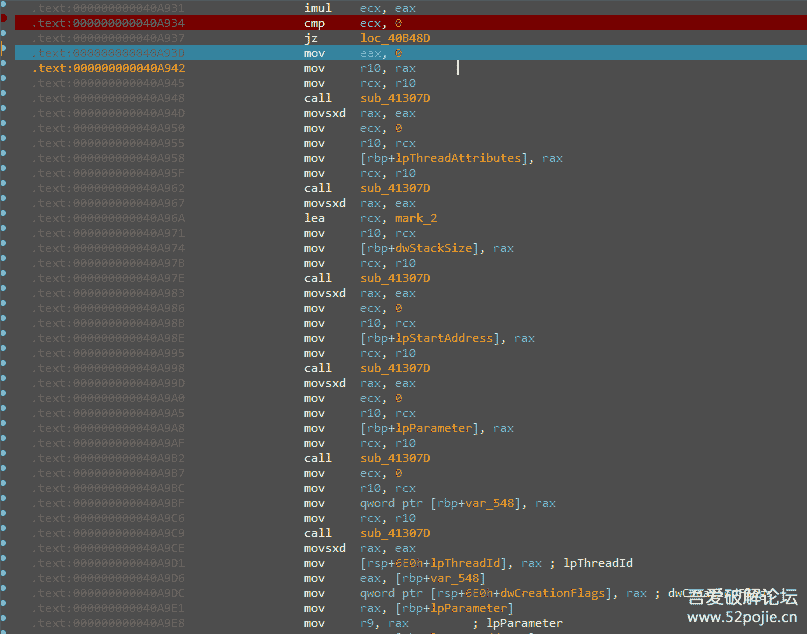 .text:000000000040A931 imul ecx, eax
.text:000000000040A934 cmp ecx, 0
.text:000000000040A937 jz loc_40B48D
.text:000000000040A93D mov eax, 0
.text:000000000040A942 mov r10, rax
.text:000000000040A945 mov rcx, r10
.text:000000000040A948 call sub_41307D
.text:000000000040A94D movsxd rax, eax
.text:000000000040A950 mov ecx, 0
.text:000000000040A955 mov r10, rcx
.text:000000000040A958 mov [rbp+lpThreadAttributes], rax
.text:000000000040A95F mov rcx, r10
.text:000000000040A962 call sub_41307D
.text:000000000040A967 movsxd rax, eax
.text:000000000040A96A lea rcx, mark_2
.text:000000000040A971 mov r10, rcx
.text:000000000040A974 mov [rbp+dwStackSize], rax
.text:000000000040A97B mov rcx, r10
.text:000000000040A97E call sub_41307D
.text:000000000040A983 movsxd rax, eax
.text:000000000040A986 mov ecx, 0
.text:000000000040A98B mov r10, rcx
.text:000000000040A98E mov [rbp+lpStartAddress], rax
.text:000000000040A995 mov rcx, r10
.text:000000000040A998 call sub_41307D
.text:000000000040A99D movsxd rax, eax
.text:000000000040A9A0 mov ecx, 0
.text:000000000040A9A5 mov r10, rcx
.text:000000000040A9A8 mov [rbp+lpParameter], rax
.text:000000000040A9AF mov rcx, r10
.text:000000000040A9B2 call sub_41307D
.text:000000000040A9B7 mov ecx, 0
.text:000000000040A9BC mov r10, rcx
.text:000000000040A9BF mov qword ptr [rbp+var_548], rax
.text:000000000040A9C6 mov rcx, r10
.text:000000000040A9C9 call sub_41307D
.text:000000000040A9CE movsxd rax, eax
.text:000000000040A9D1 mov [rsp+6E0h+lpThreadId], rax ; lpThreadId
.text:000000000040A9D6 mov eax, [rbp+var_548]
.text:000000000040A9DC mov qword ptr [rsp+6E0h+dwCreationFlags], rax ;
.text:000000000040A9E1 mov rax, [rbp+lpParameter]
.text:000000000040A9E8 mov r9, rax ; lpParameter
吾爱破解论坛
www.52pojie.cn